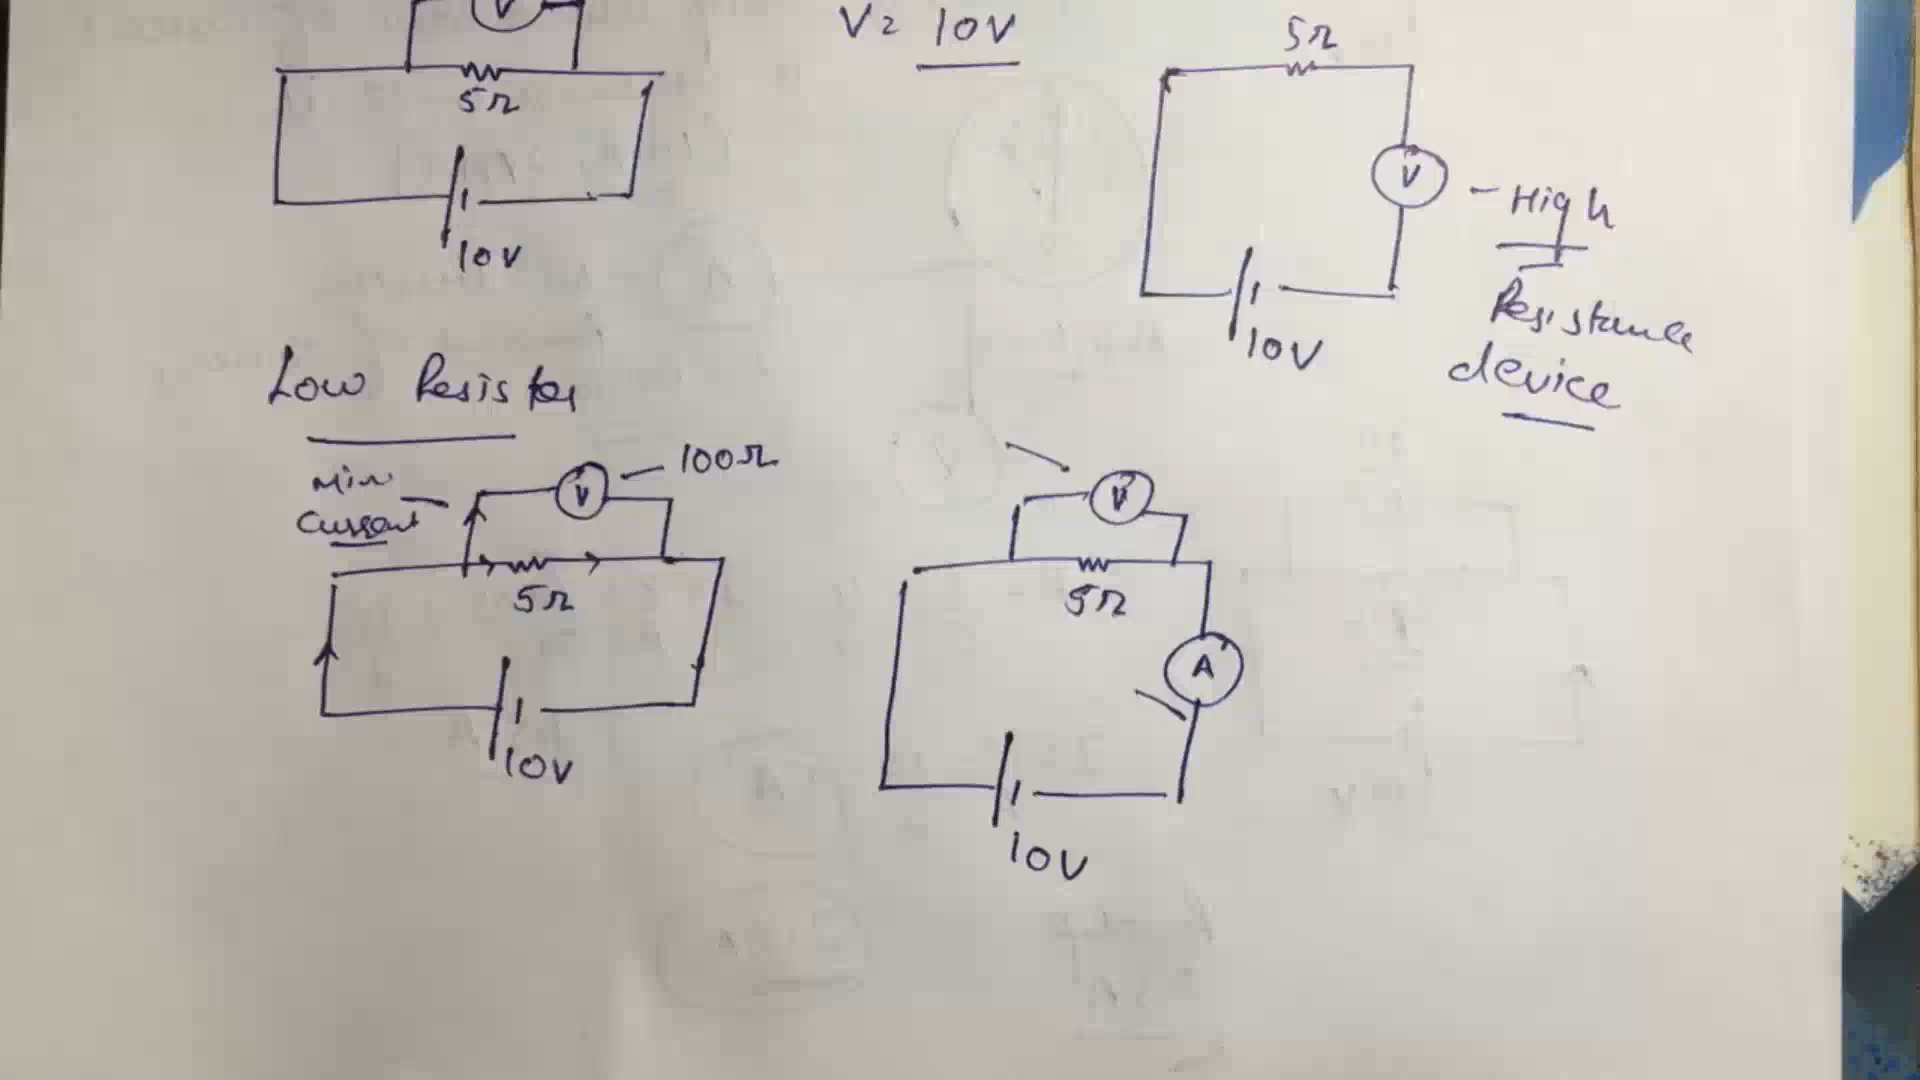 V
5Ω
10V
V = 10V
5Ω
V
- High
Resistance
device
10V
Low Resistor
Min
Current
V
100Ω
5Ω
10V
V
5Ω
A
10V